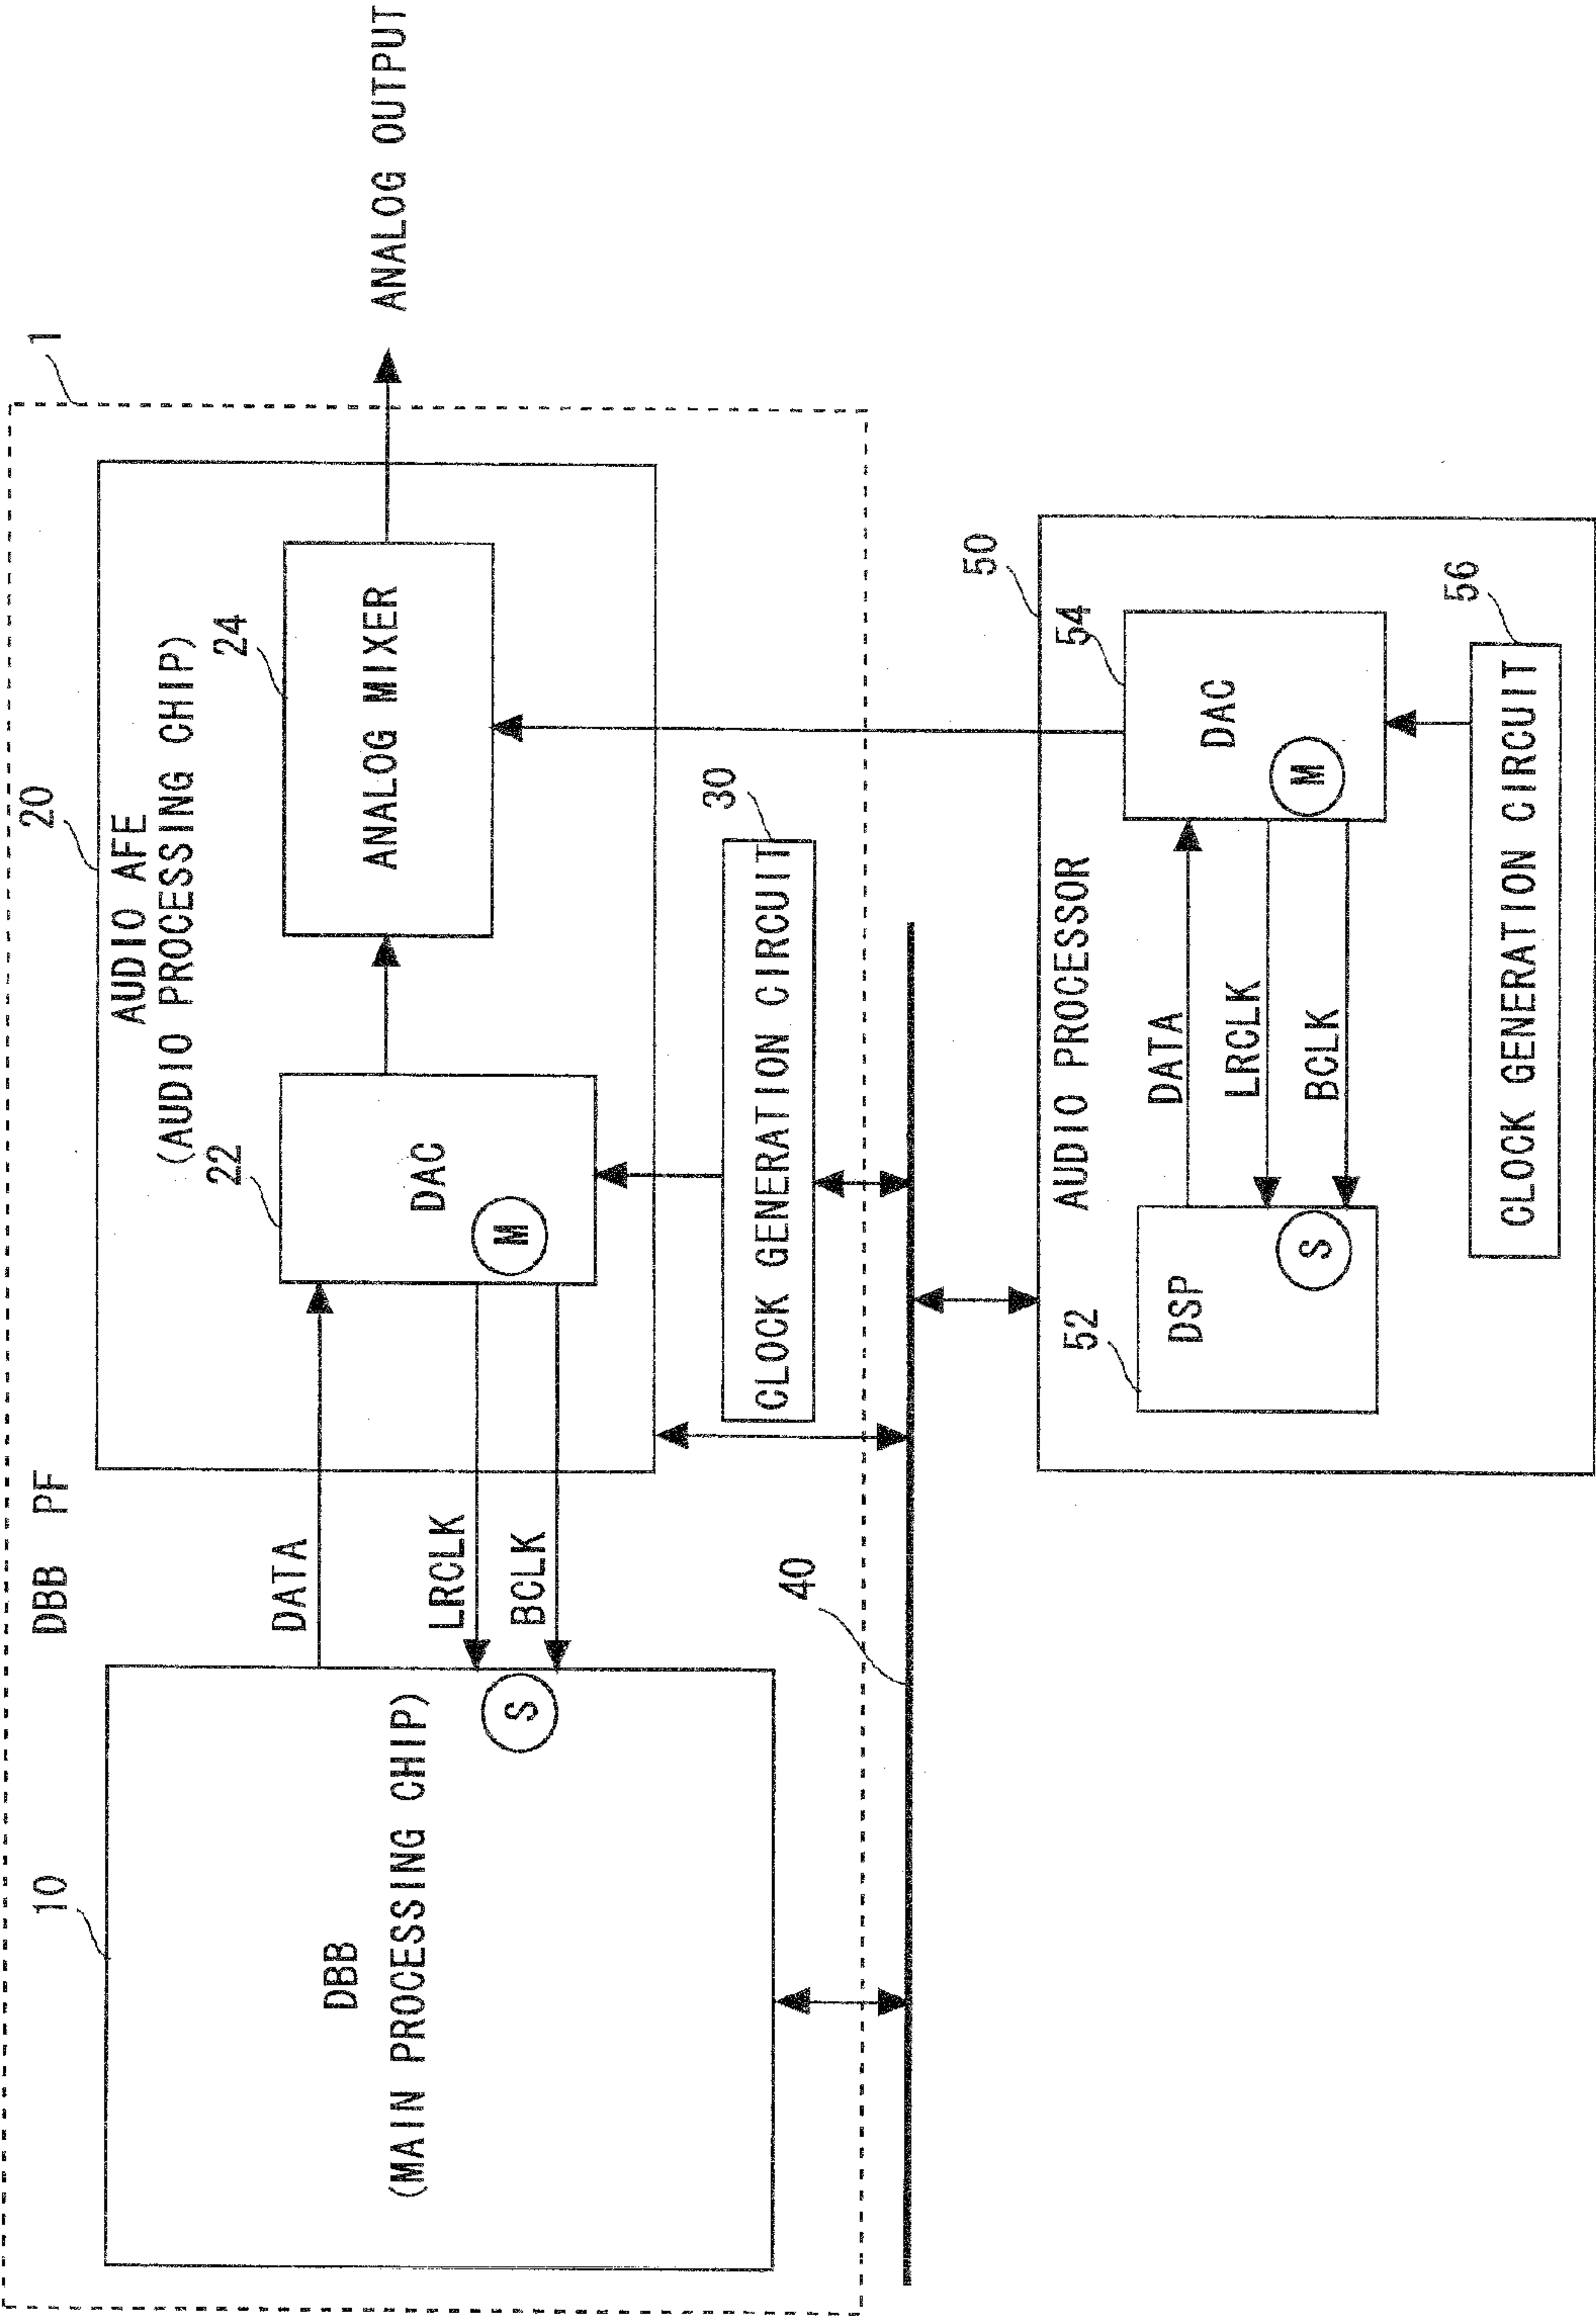 1
DBB PF
20
AUDIO AFE
(AUDIO PROCESSING CHIP)
10
DBB
(MAIN PROCESSING CHIP)
S
DATA
LRCLK
BCLK
22
DAC
M
24
ANALOG MIXER
ANALOG OUTPUT
30
CLOCK GENERATION CIRCUIT
40
50
AUDIO PROCESSOR
52
DSP
S
DATA
LRCLK
BCLK
54
DAC
M
56
CLOCK GENERATION CIRCUIT